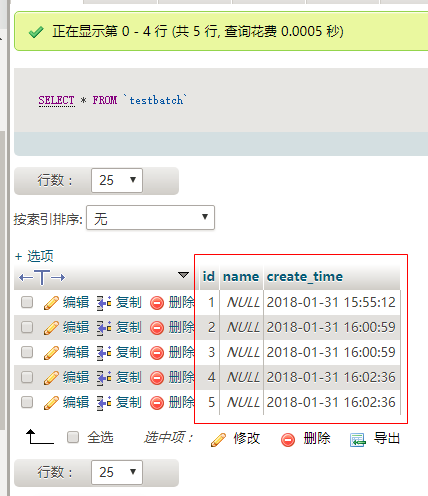 正在显示第 0 - 4 行 (共 5 行, 查询花费 0.0005 秒)
SELECT * FROM `testbatch`
行数： 25
按索引排序: 无
+ 选项
id name create_time
编辑 复制 删除 1 NULL 2018-01-31 15:55:12
编辑 复制 删除 2 NULL 2018-01-31 16:00:59
编辑 复制 删除 3 NULL 2018-01-31 16:00:59
编辑 复制 删除 4 NULL 2018-01-31 16:02:36
编辑 复制 删除 5 NULL 2018-01-31 16:02:36
全选 选中项： 修改 删除 导出
行数： 25